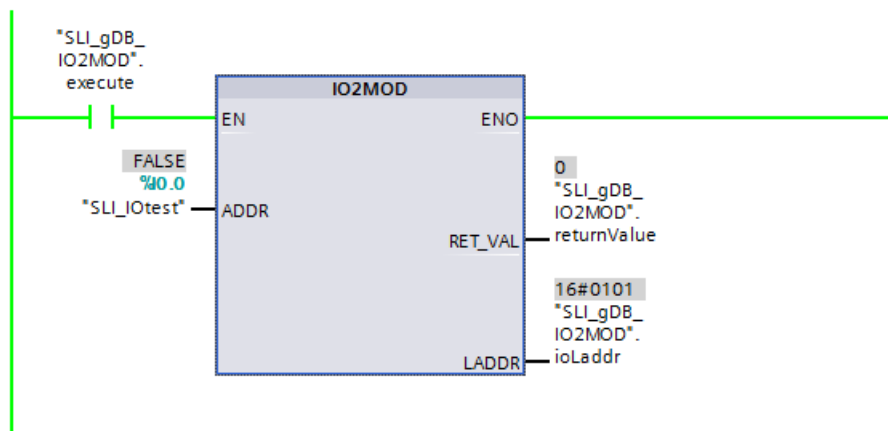 "SLI_gDB_
IO2MOD".
execute
IO2MOD
EN
ENO
FALSE
%I0.0
"SLI_IOtest"
ADDR
0
"SLI_gDB_
IO2MOD".
returnValue
RET_VAL
16#0101
"SLI_gDB_
IO2MOD".
ioLaddr
LADDR